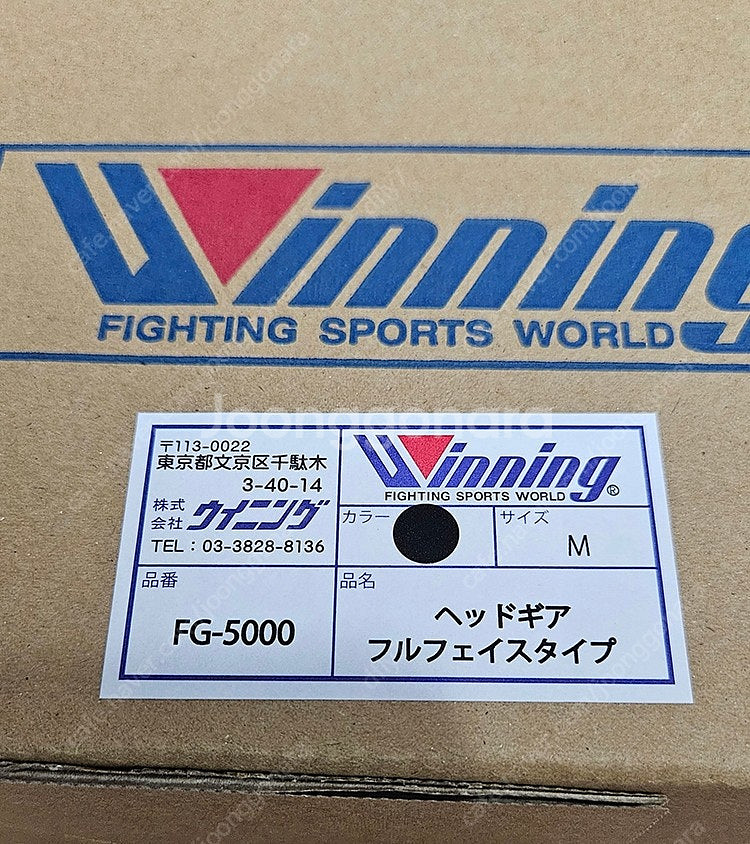 Winning
FIGHTING SPORTS WORLD
Joonggonara
〒113-0022
東京都文京区千駄木
3-40-14
株式
会社 ウイニング
TEL：03-3828-8136
Winning®
FIGHTING SPORTS WORLD
カラー
サイズ
M
品番
FG-5000
品名
ヘッドギア
フルフェイスタイプ